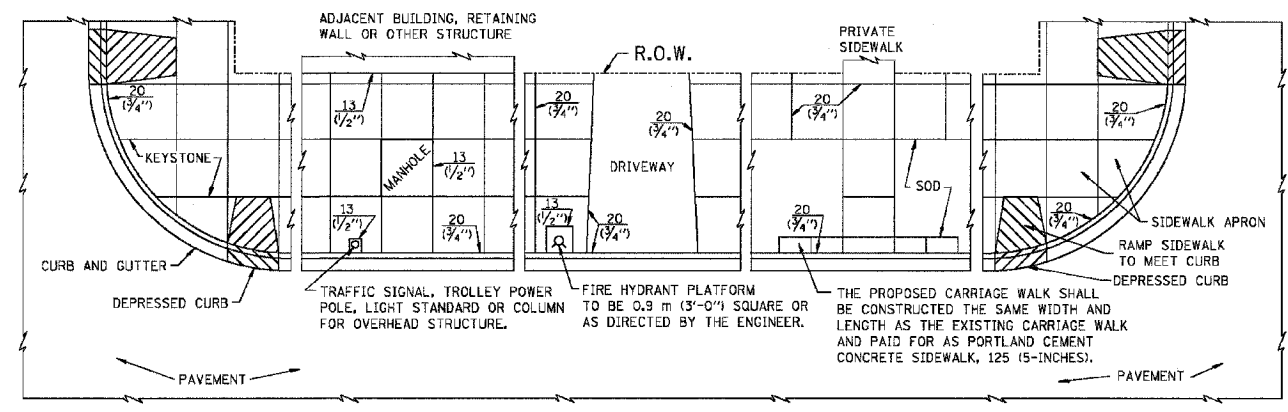 ADJACENT BUILDING, RETAINING
WALL OR OTHER STRUCTURE
R.O.W.
PRIVATE
SIDEWALK
20
(3/4")
13
(1/2")
20
(3/4")
20
(3/4")
20
(3/4")
20
(3/4")
KEYSTONE
MANHOLE
13
(1/2")
DRIVEWAY
SOD
13
(1/2")
20
(3/4")
13
(1/2")
20
(3/4")
20
(3/4")
20
(3/4")
SIDEWALK APRON
RAMP SIDEWALK
TO MEET CURB
DEPRESSED CURB
CURB AND GUTTER
DEPRESSED CURB
TRAFFIC SIGNAL, TROLLEY POWER
POLE, LIGHT STANDARD OR COLUMN
FOR OVERHEAD STRUCTURE.
FIRE HYDRANT PLATFORM
TO BE 0.9 m (3'-0") SQUARE OR
AS DIRECTED BY THE ENGINEER.
THE PROPOSED CARRIAGE WALK SHALL
BE CONSTRUCTED THE SAME WIDTH AND
LENGTH AS THE EXISTING CARRIAGE WALK
AND PAID FOR AS PORTLAND CEMENT
CONCRETE SIDEWALK, 125 (5-INCHES).
PAVEMENT
PAVEMENT